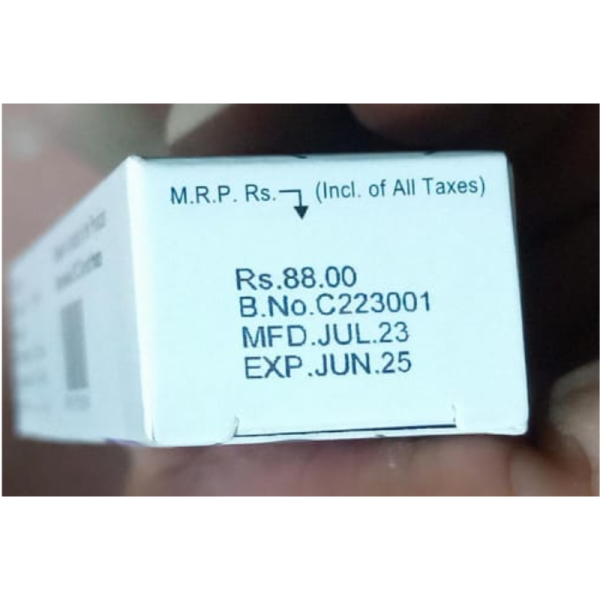 M.R.P. Rs. (Incl. of All Taxes)
Rs.88.00
B.No.C223001
MFD.JUL.23
EXP.JUN.25